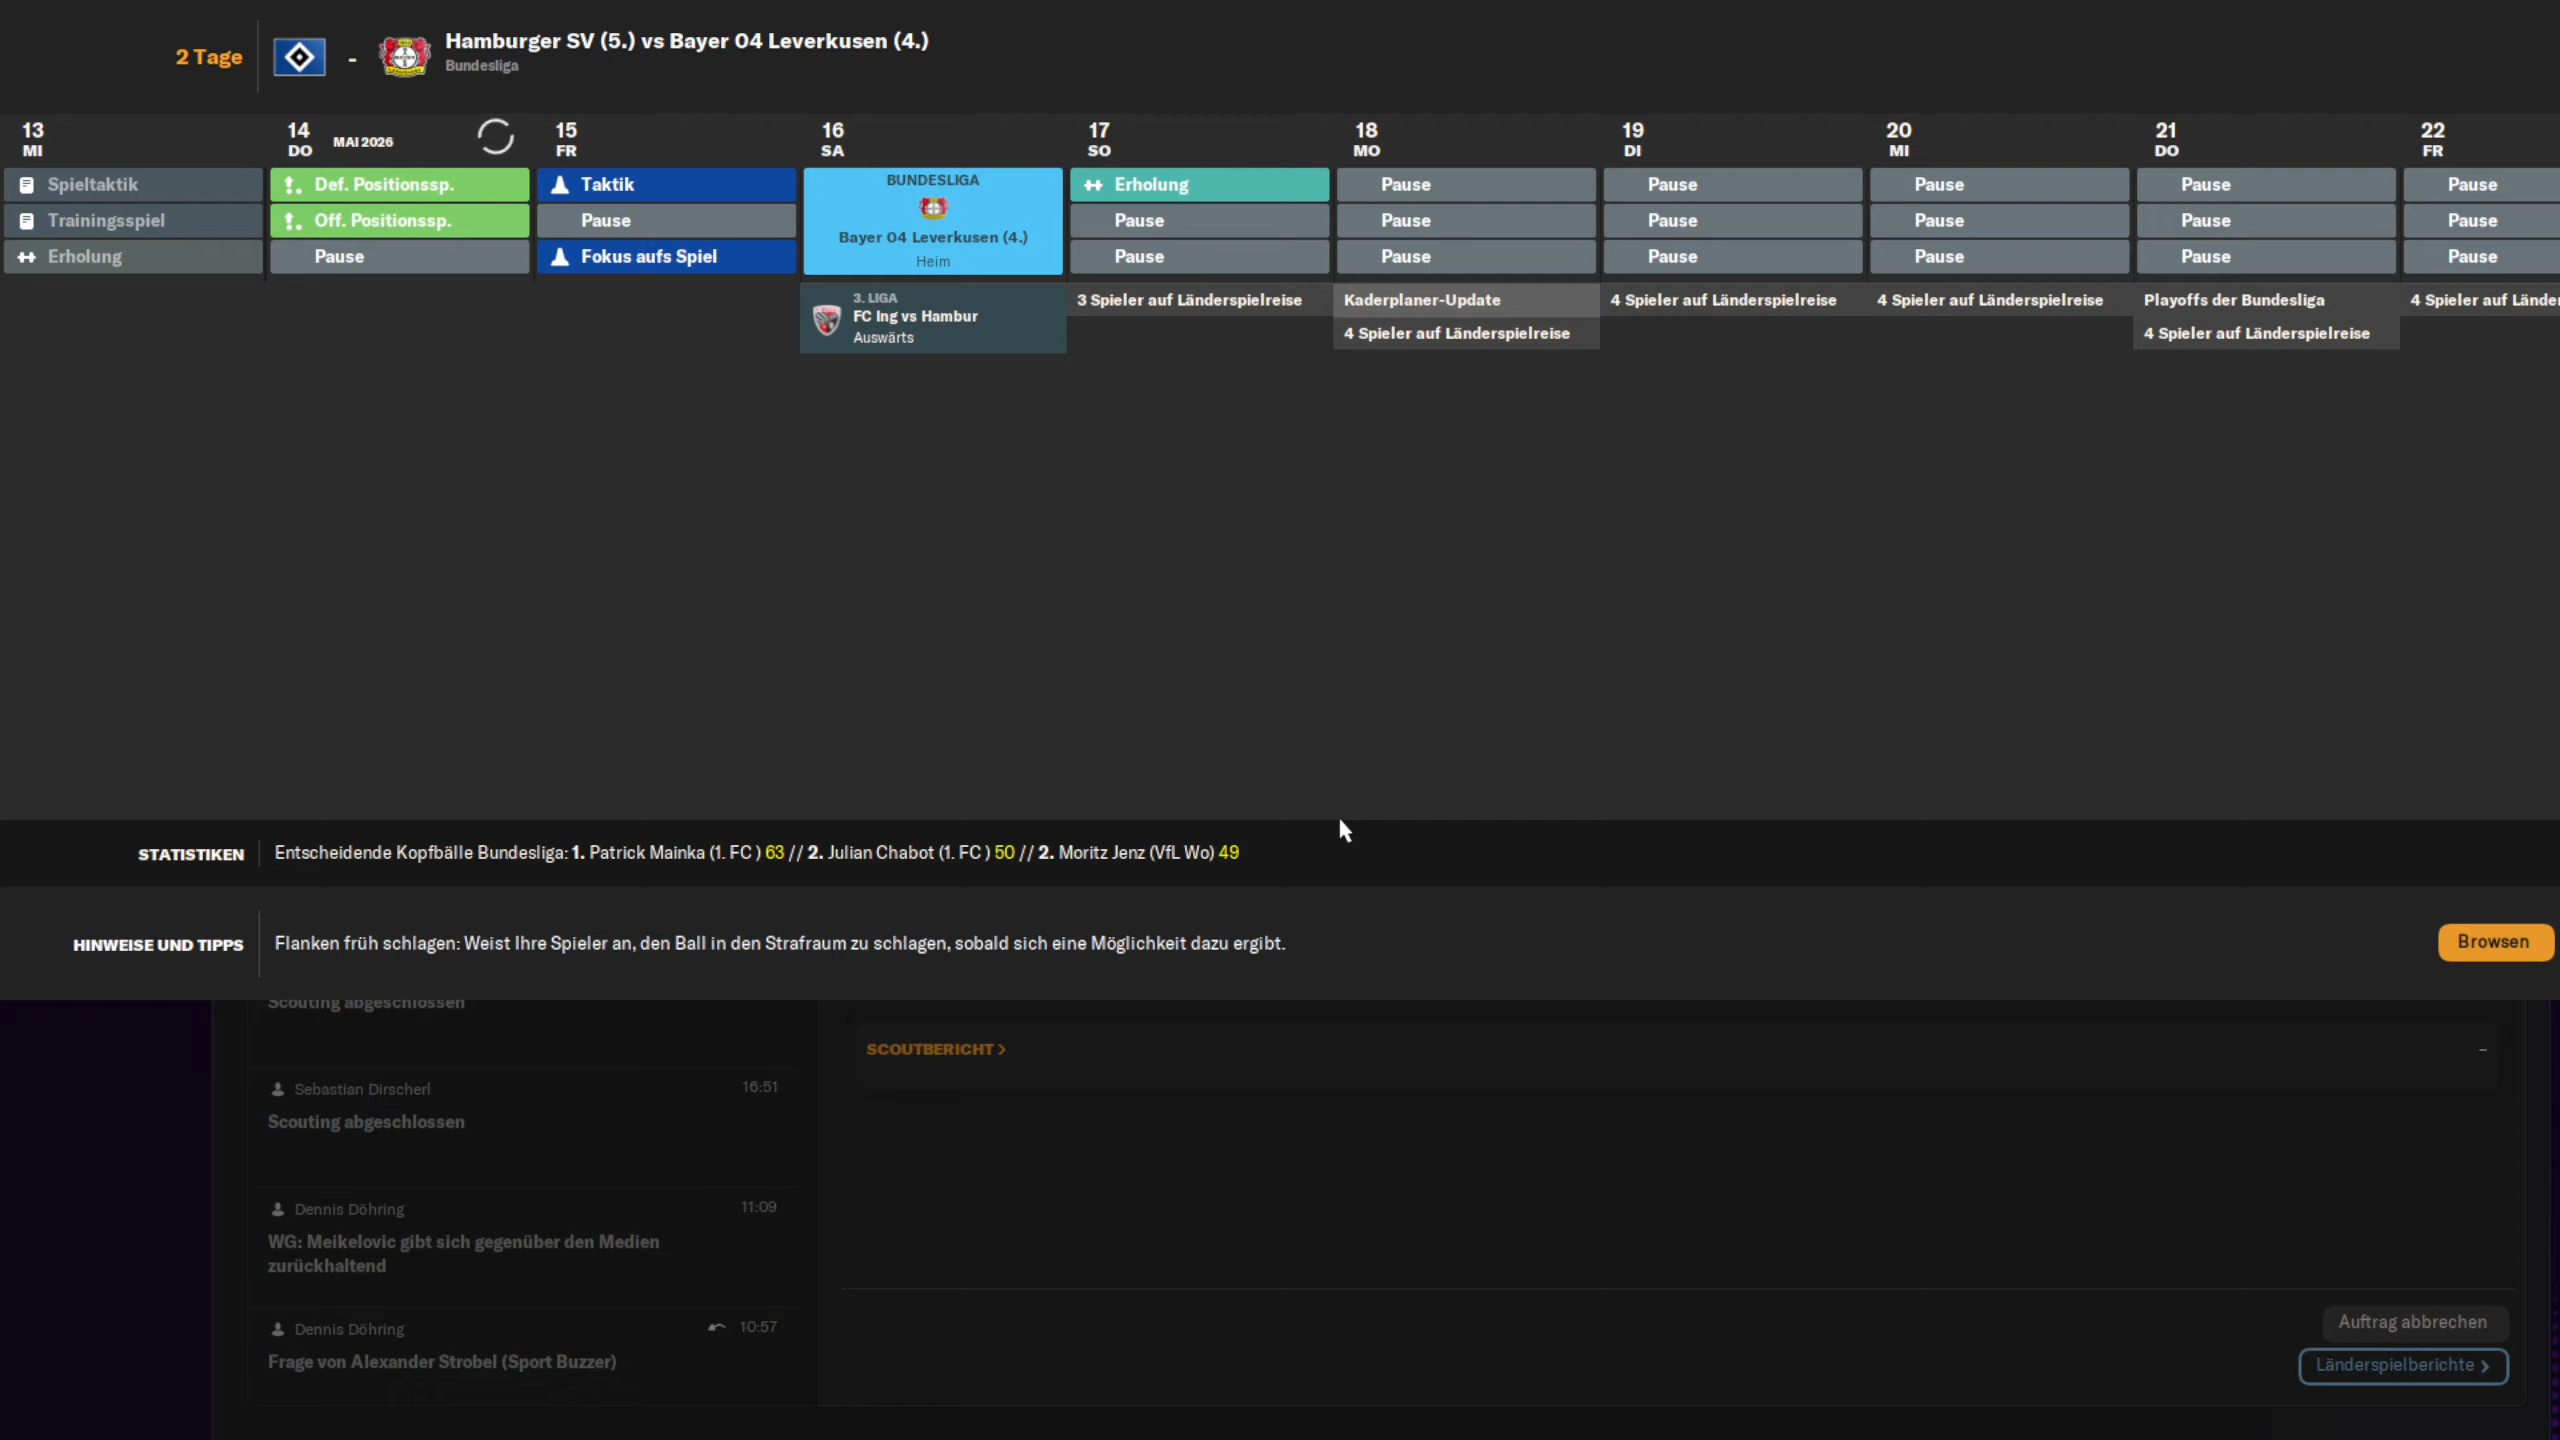 2 Tage
Hamburger SV (5.) vs Bayer 04 Leverkusen (4.)
Bundesliga
13 MI
14 DO MAI 2026
15 FR
16 SA
17 SO
18 MO
19 DI
20 MI
21 DO
22 FR
Spieltaktik
Def. Positionssp.
Taktik
BUNDESLIGA
Erholung
Pause
Pause
Pause
Pause
Pause
Trainingsspiel
Off. Positionssp.
Pause
Bayer 04 Leverkusen (4.)
Pause
Pause
Pause
Pause
Pause
Pause
Erholung
Pause
Fokus aufs Spiel
Heim
Pause
Pause
Pause
Pause
Pause
Pause
3. LIGA
FC Ing vs Hambur
Auswärts
3 Spieler auf Länderspielreise
Kaderplaner-Update
4 Spieler auf Länderspielreise
4 Spieler auf Länderspielreise
4 Spieler auf Länderspielreise
Playoffs der Bundesliga
4 Spieler auf Länderspielreise
4 Spieler auf Länder
STATISTIKEN
Entscheidende Kopfbälle Bundesliga: 1. Patrick Mainka (1. FC ) 63 // 2. Julian Chabot (1. FC ) 50 // 2. Moritz Jenz (VfL Wo) 49
HINWEISE UND TIPPS
Flanken früh schlagen: Weist Ihre Spieler an, den Ball in den Strafraum zu schlagen, sobald sich eine Möglichkeit dazu ergibt.
Browsen
Scouting abgeschlossen
SCOUTBERICHT >
Sebastian Dirscherl 16:51
Scouting abgeschlossen
Dennis Döhring 11:09
WG: Meikelovic gibt sich gegenüber den Medien
zurückhaltend
Dennis Döhring 10:57
Frage von Alexander Strobel (Sport Buzzer)
Auftrag abbrechen
Länderspielberichte >